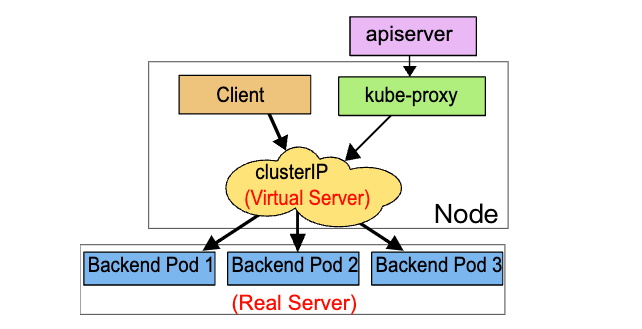 apiserver
Client
kube-proxy
clusterIP
(Virtual Server)
Node
Backend Pod 1
Backend Pod 2
Backend Pod 3
(Real Server)